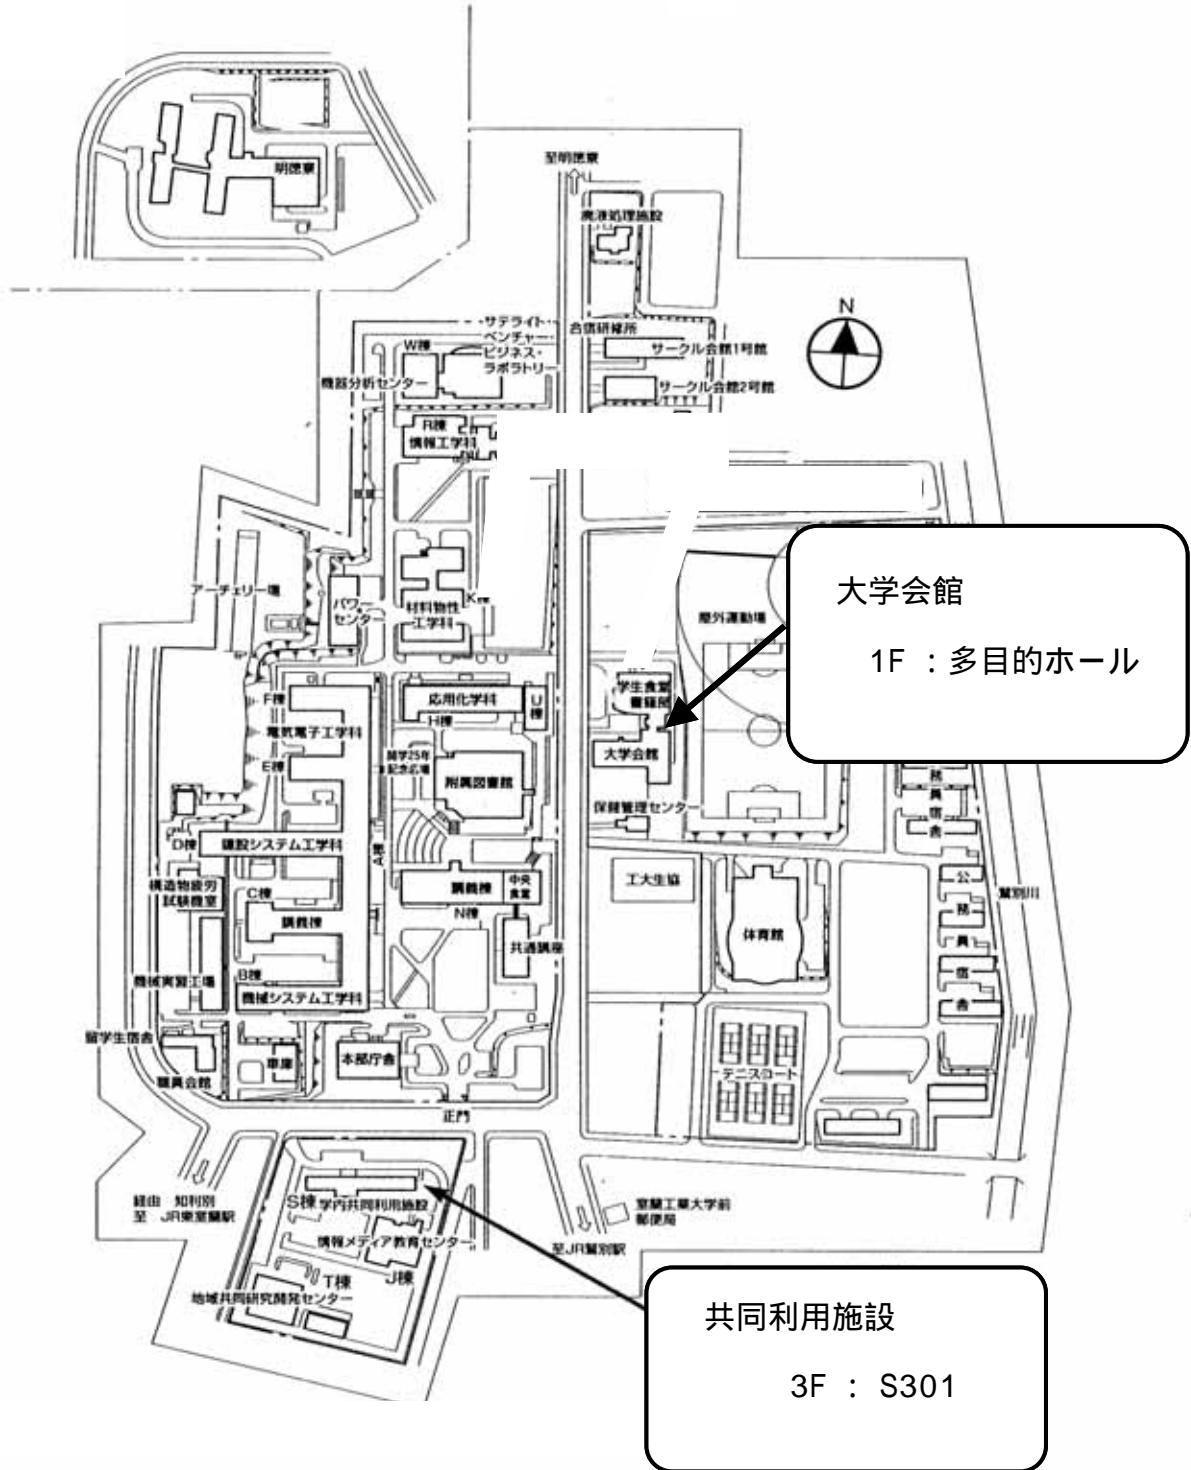 明徳寮
至明徳寮
廃液処理施設
N
サテライト・
ベンチャー・
ビジネス・
ラボラトリー
合宿研修所
W棟
サークル会館1号館
機器分析センター
サークル会館2号館
R棟
情報工学科
大学会館
1F : 多目的ホール
アーチェリー場
パワー
センター
材料物性
工学科
屋外運動場
学生食堂
F棟
応用化学科
U
棟
H棟
電気電子工学科
開学25年
記念広場
大学会館
E棟
附属図書館
保健管理センター
務
員
宿
舎
D棟
建設システム工学科
A棟
構造物疲労
試験機室
C棟
講義棟
中央
食堂
工大生協
公
務
員
宿
舎
鷲別川
講義棟
N棟
共通講座
体育館
機械実習工場
B棟
機械システム工学科
留学生宿舎
車庫
本部庁舎
職員会館
テニスコート
正門
経由 知利別
至 JR東室蘭駅
S棟
学内共同利用施設
室蘭工業大学前
郵便局
情報メディア教育センター
至JR鷲別駅
T棟
J棟
地域共同研究開発センター
共同利用施設
3F : S301